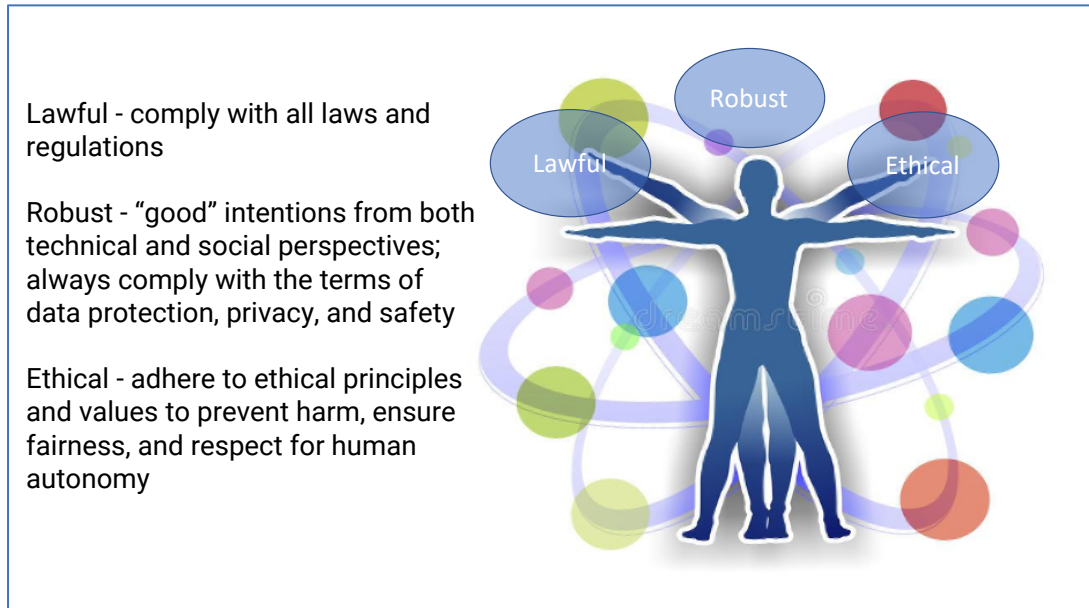 Lawful - comply with all laws and
regulations
Robust - “good” intentions from both
technical and social perspectives;
always comply with the terms of
data protection, privacy, and safety
Ethical - adhere to ethical principles
and values to prevent harm, ensure
fairness, and respect for human
autonomy
Robust
Lawful
Ethical
dreamstime